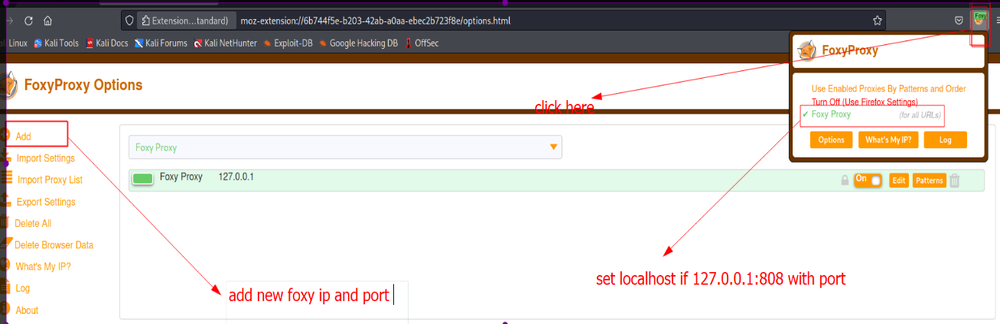 Extension...tandard) moz-extension://6b744f5e-b203-42ab-a0aa-ebec2b723f8e/options.html Foxy
Linux Kali Tools Kali Docs Kali Forums Kali NetHunter Exploit-DB Google Hacking DB OffSec
FoxyProxy
FoxyProxy Options
Use Enabled Proxies By Patterns and Order
click here
Turn Off (Use Firefox Settings)
Foxy Proxy (for all URLs)
Options What's My IP? Log
Add
Import Settings
Import Proxy List
Export Settings
Delete All
Delete Browser Data
What's My IP?
Log
About
Foxy Proxy
Foxy Proxy 127.0.0.1 On Edit Patterns
set localhost if 127.0.0.1:808 with port
add new foxy ip and port